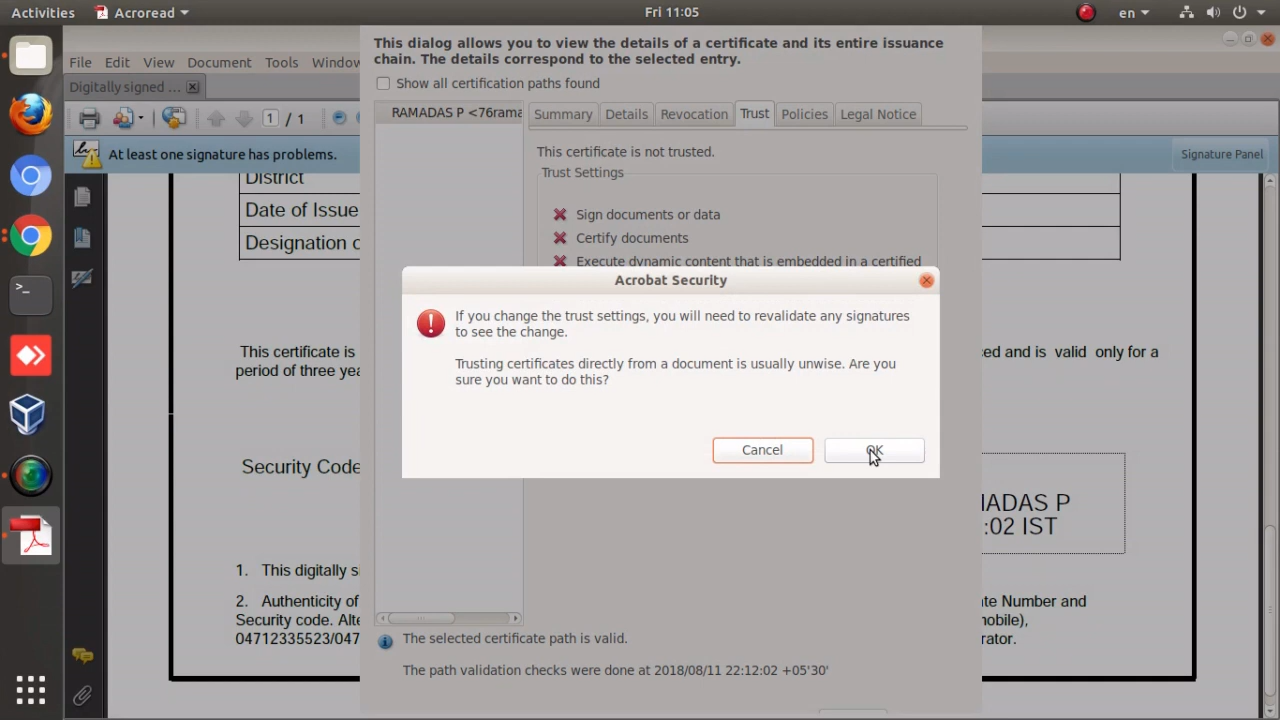 Activities
Acroread
Fri 11:05
en
This dialog allows you to view the details of a certificate and its entire issuance
chain. The details correspond to the selected entry.
File Edit View Document Tools Window
Show all certification paths found
Digitally signed ...
RAMADAS P <76rama
Summary Details Revocation Trust Policies Legal Notice
1 / 1
At least one signature has problems.
Signature Panel
This certificate is not trusted.
Trust Settings
Sign documents or data
Certify documents
Execute dynamic content that is embedded in a certified
District
Date of Issue
Designation
Acrobat Security
If you change the trust settings, you will need to revalidate any signatures
to see the change.
Trusting certificates directly from a document is usually unwise. Are you
sure you want to do this?
Cancel OK
This certificate is
ed and is valid only for a
period of three
Security Code
MADAS P
:02 IST
1. This digitally
2. Authenticity of
Number and
Security code.
mobile),
04712335523/047
The selected certificate path is valid.
The path validation checks were done at 2018/08/11 22:12:02 +05'30'